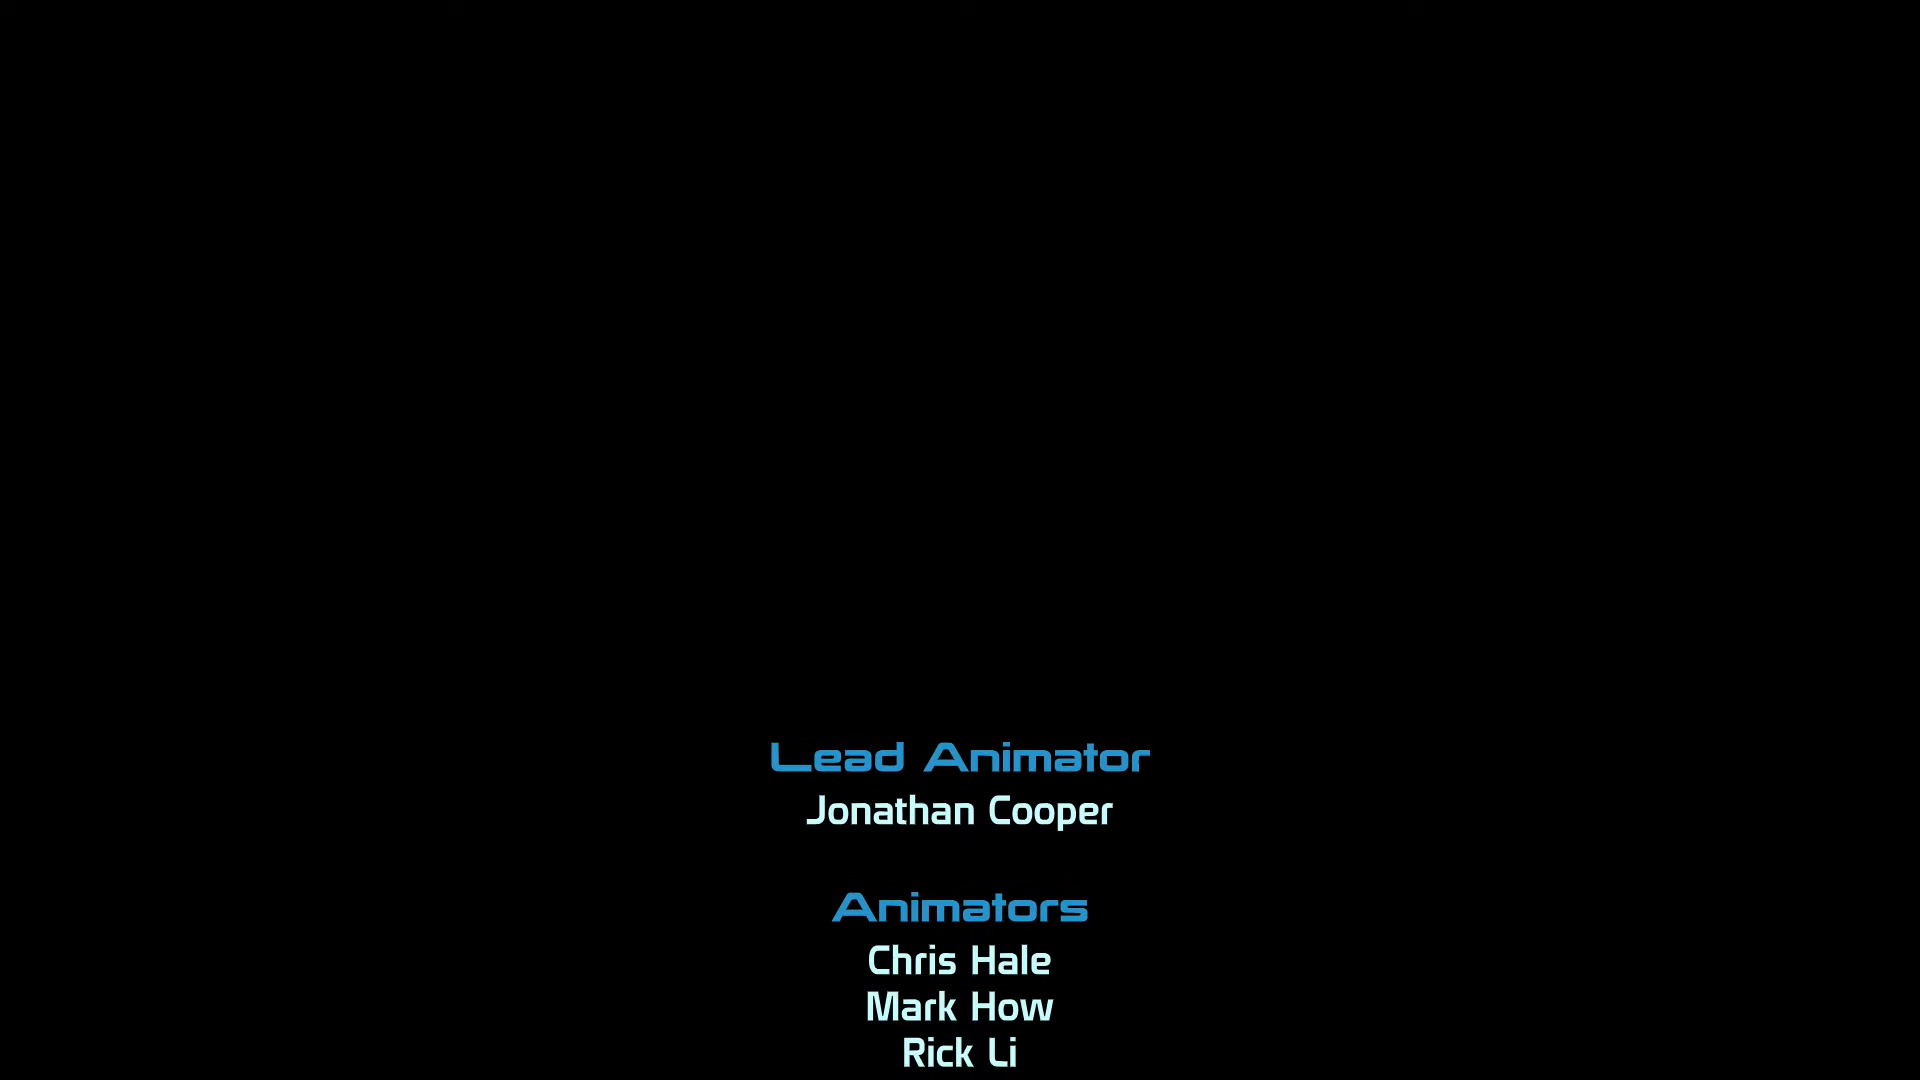 Lead Animator
Jonathan Cooper
Animators
Chris Hale
Mark How
Rick Li